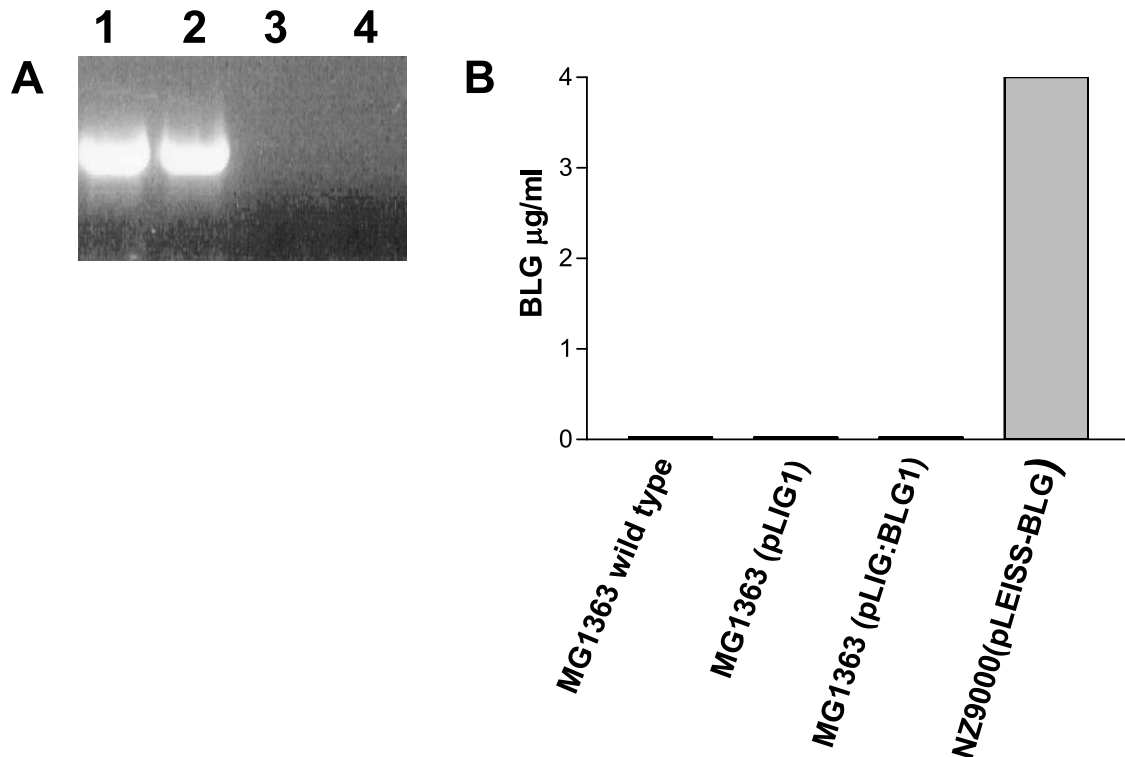 1 2 3 4
A
B
BLG μg/ml
4
3
2
1
0
MG1363 wild type
MG1363 (pLIG1)
MG1363 (pLIG:BLG1)
NZ9000(pLEISS-BLG)